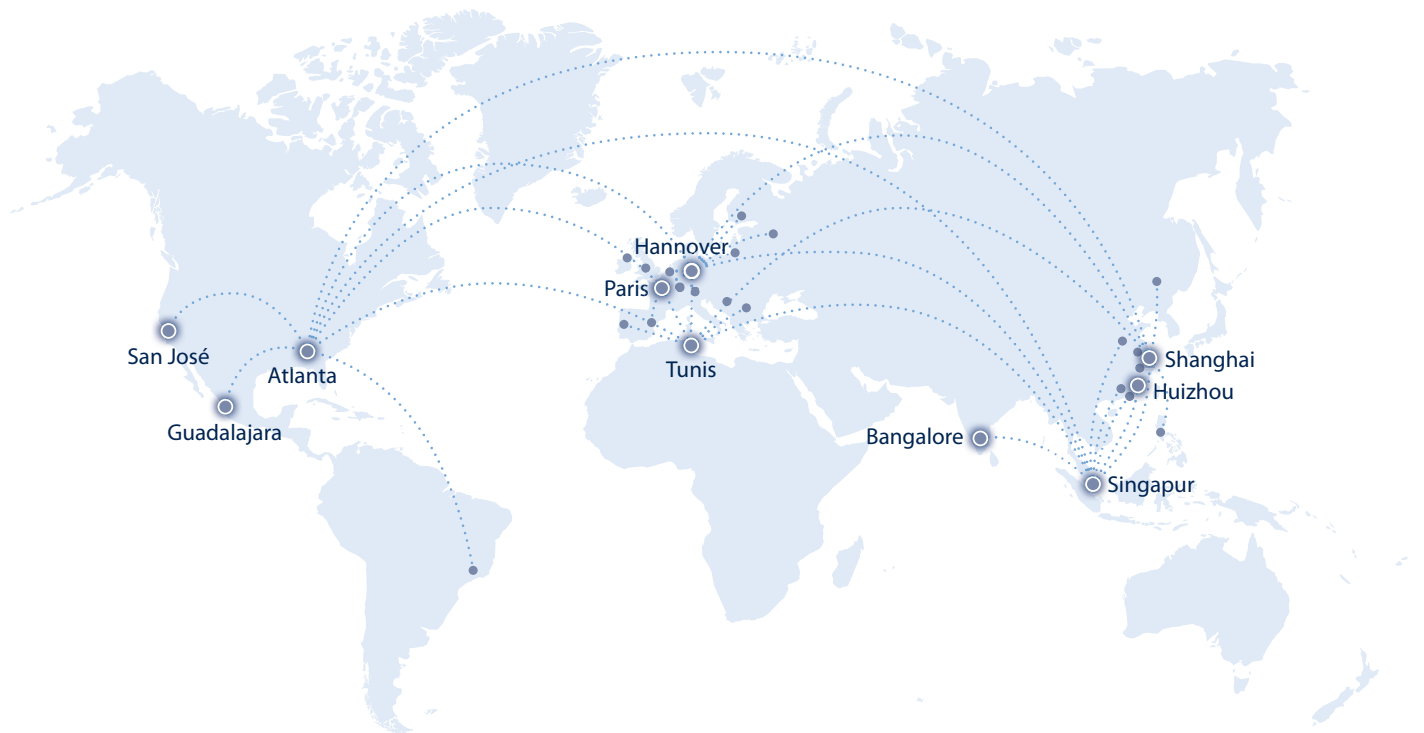 Hannover
Paris
San José
Atlanta
Tunis
Shanghai
Huizhou
Guadalajara
Bangalore
Singapur